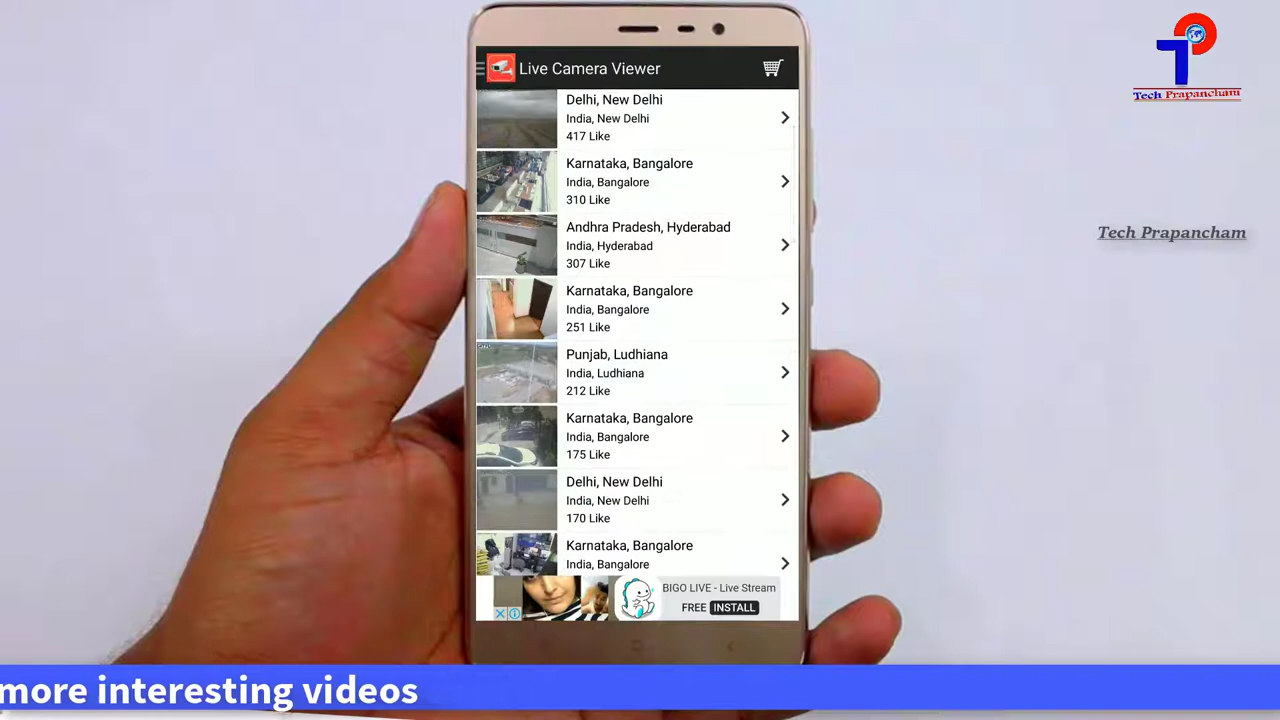 Live Camera Viewer
Delhi, New Delhi
India, New Delhi
417 Like
Karnataka, Bangalore
India, Bangalore
310 Like
Andhra Pradesh, Hyderabad
India, Hyderabad
307 Like
Karnataka, Bangalore
India, Bangalore
251 Like
Punjab, Ludhiana
India, Ludhiana
212 Like
Karnataka, Bangalore
India, Bangalore
175 Like
Delhi, New Delhi
India, New Delhi
170 Like
Karnataka, Bangalore
India, Bangalore
BIGO LIVE - Live Stream
FREE INSTALL
Tech Prapancham
Tech Prapancham
more interesting videos